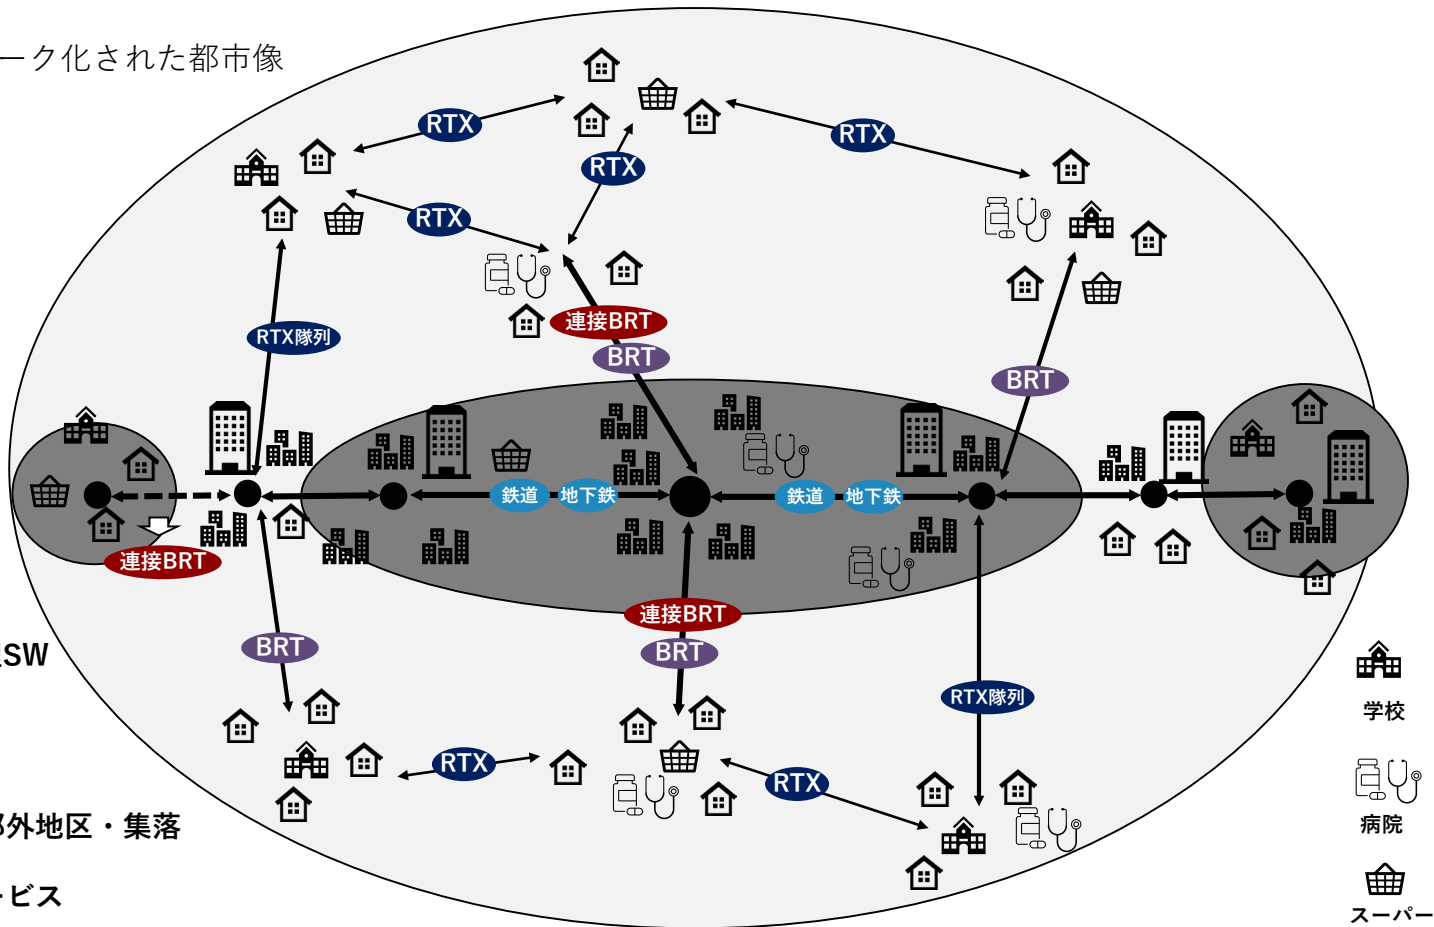 ーク化された都市像
RTX
RTX
RTX
RTX
RTX隊列
連接BRT
BRT
BRT
鉄道
地下鉄
鉄道
地下鉄
連接BRT
連接BRT
BRT
BRT
SW
RTX隊列
学校
RTX
RTX
外地区・集落
病院
ービス
スーパー